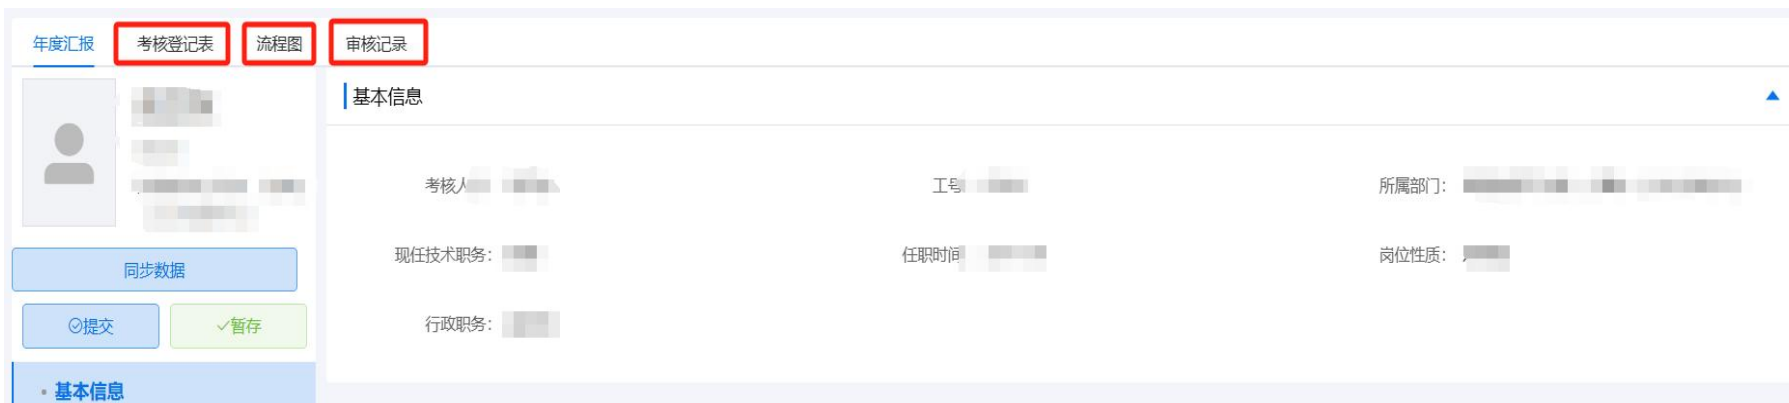 年度汇报 考核登记表 流程图 审核记录
基本信息
考核人 工号 所属部门：
现任技术职务： 任职时间 岗位性质：
行政职务：
同步数据
提交 暂存
基本信息